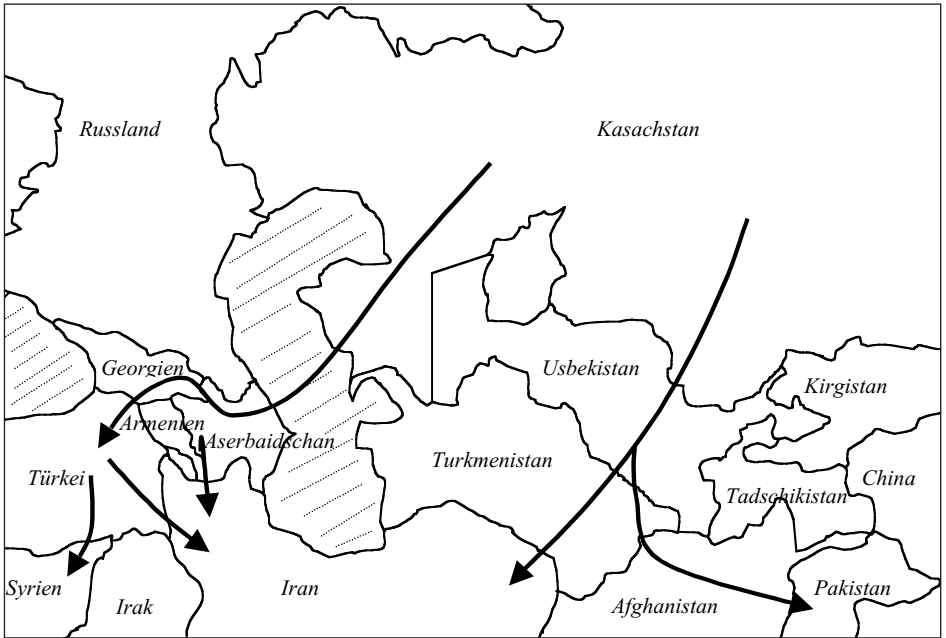 Russland
Kasachstan
Georgien
Usbekistan
Kirgistan
Armenien
Aserbaidschan
Turkmenistan
Türkei
China
Tadschikistan
Syrien
Iran
Pakistan
Irak
Afghanistan